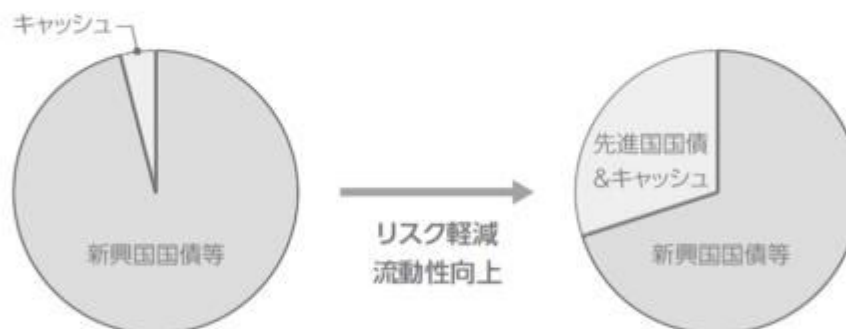 キャッシュ
新興国国債等
リスク軽減
流動性向上
先進国国債
&キャッシュ
新興国国債等